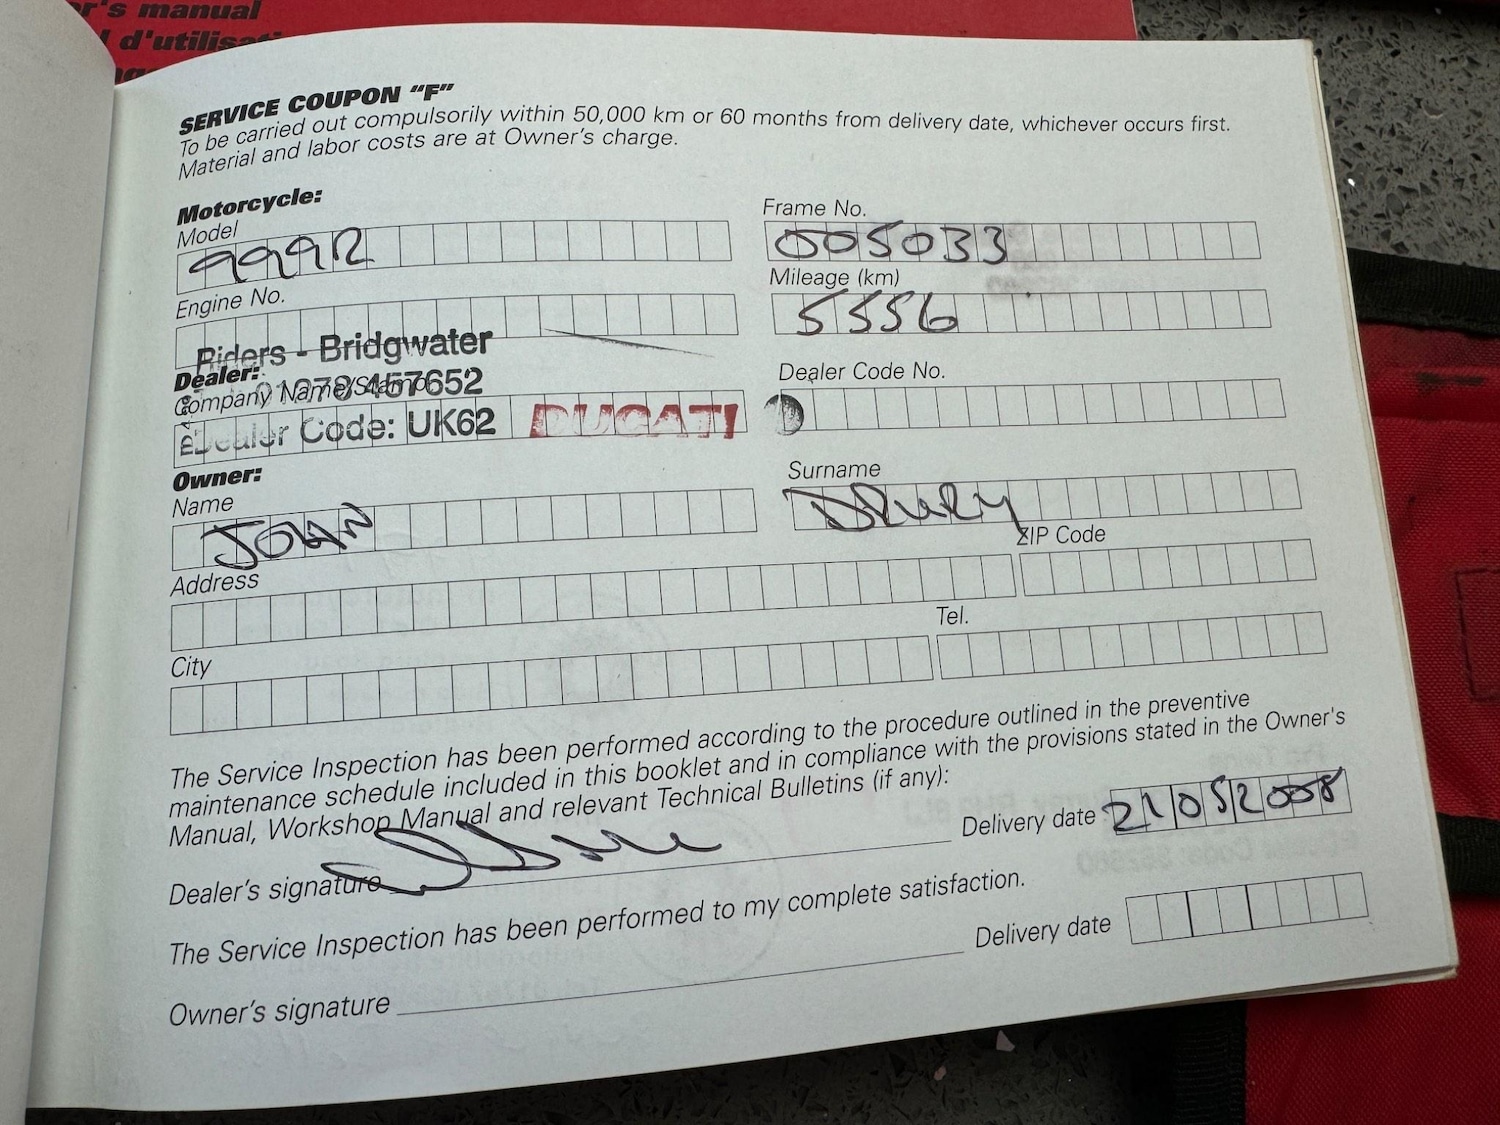 r's manual
d'utilisati
SERVICE COUPON "F"
To be carried out compulsorily within 50,000 km or 60 months from delivery date, whichever occurs first.
Material and labor costs are at Owner's charge.
Motorcycle:
Model
999R
Frame No.
005033
Engine No.
Mileage (km)
5556
Riders - Bridgwater
Dealer:
01278 457652
Company Name/Stamp
Dealer Code: UK62
DUCATI
Dealer Code No.
Owner:
Name
JOHN
Surname
DRURY
Address
ZIP Code
City
Tel.
The Service Inspection has been performed according to the procedure outlined in the preventive
maintenance schedule included in this booklet and in compliance with the provisions stated in the Owner's
Manual, Workshop Manual and relevant Technical Bulletins (if any):
Delivery date 21052008
Dealer's signature
The Service Inspection has been performed to my complete satisfaction.
Delivery date
Owner's signature